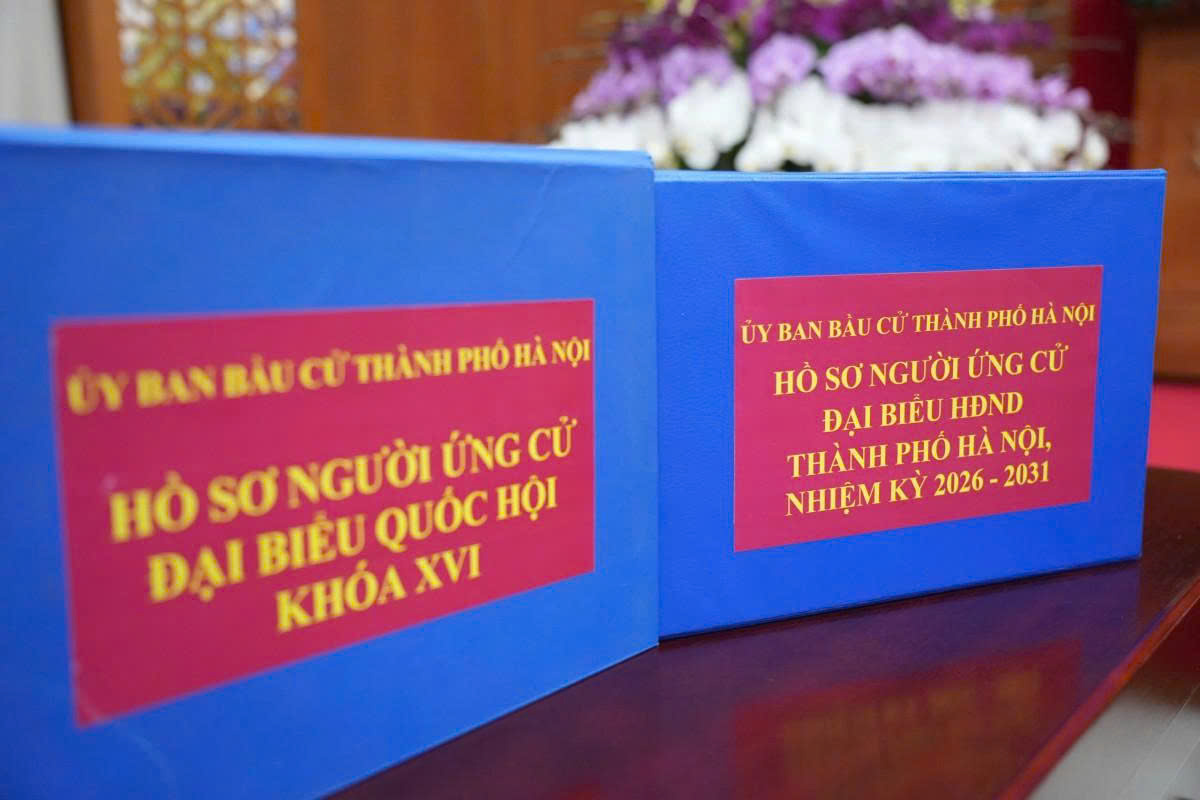 ỦY BAN BẦU CỬ THÀNH PHỐ HÀ NỘI
HỒ SƠ NGƯỜI ỨNG CỬ
ĐẠI BIỂU QUỐC HỘI
KHÓA XVI
ỦY BAN BẦU CỬ THÀNH PHỐ HÀ NỘI
HỒ SƠ NGƯỜI ỨNG CỬ
ĐẠI BIỂU HĐND
THÀNH PHỐ HÀ NỘI,
NHIỆM KỲ 2026 - 2031